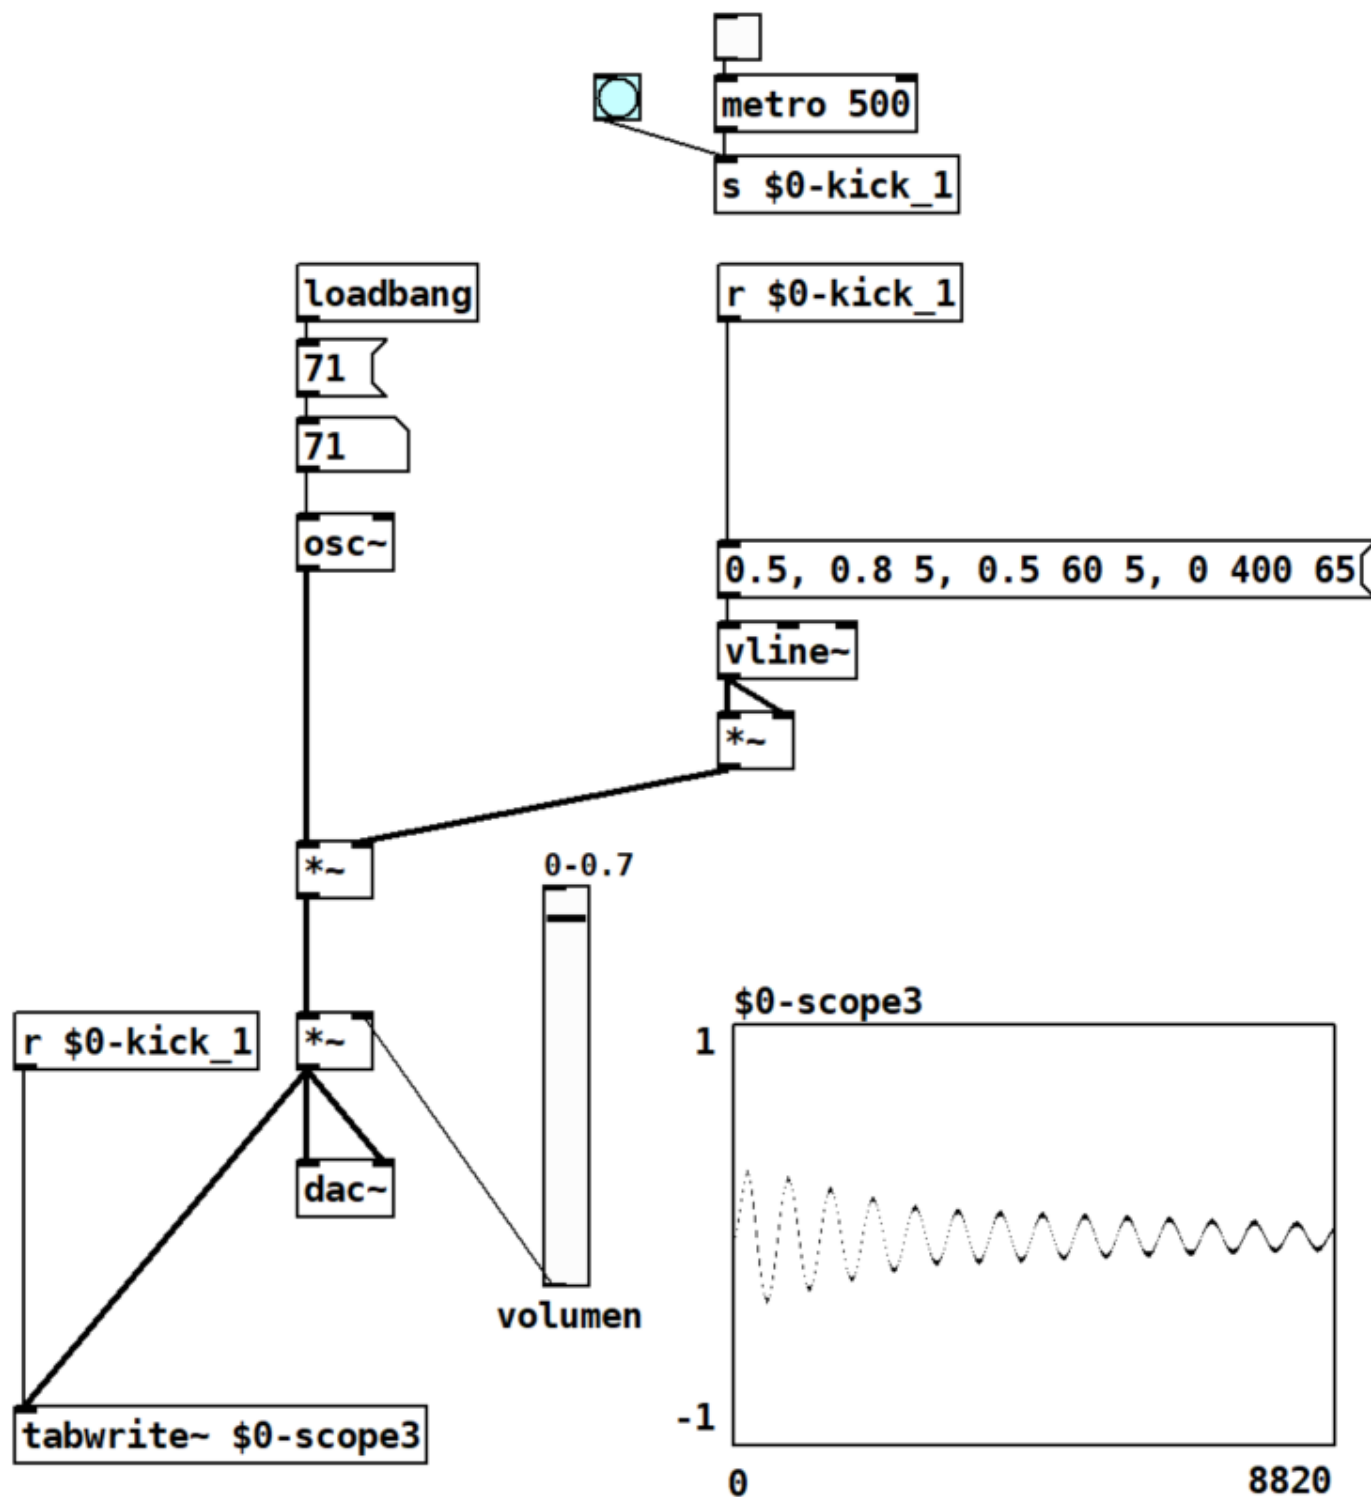 metro 500
s $0-kick_1
loadbang
r $0-kick_1
71
71
osc~
0.5, 0.8 5, 0.5 60 5, 0 400 65
vline~
*~
*~
0-0.7
$0-scope3
1
r $0-kick_1
*~
dac~
volumen
-1
tabwrite~ $0-scope3
0
8820